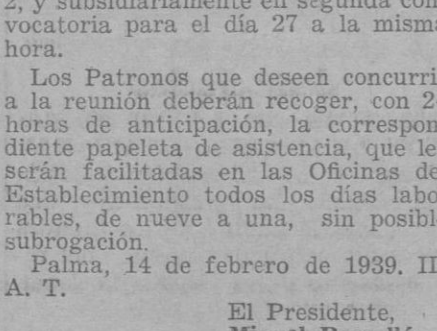 2, y subsidiariamente en segunda con
vocatoria para el día 27 a la misma
hora.
Los Patronos que deseen concurri
a la reunión deberán recoger, con 2
horas de anticipación, la correspon
diente papeleta de asistencia, que le
serán facilitadas en las Oficinas de
Establecimiento todos los días labo
rables, de nueve a una, sin posibl
subrogación.
Palma, 14 de febrero de 1939. II
A. T.
El Presidente,